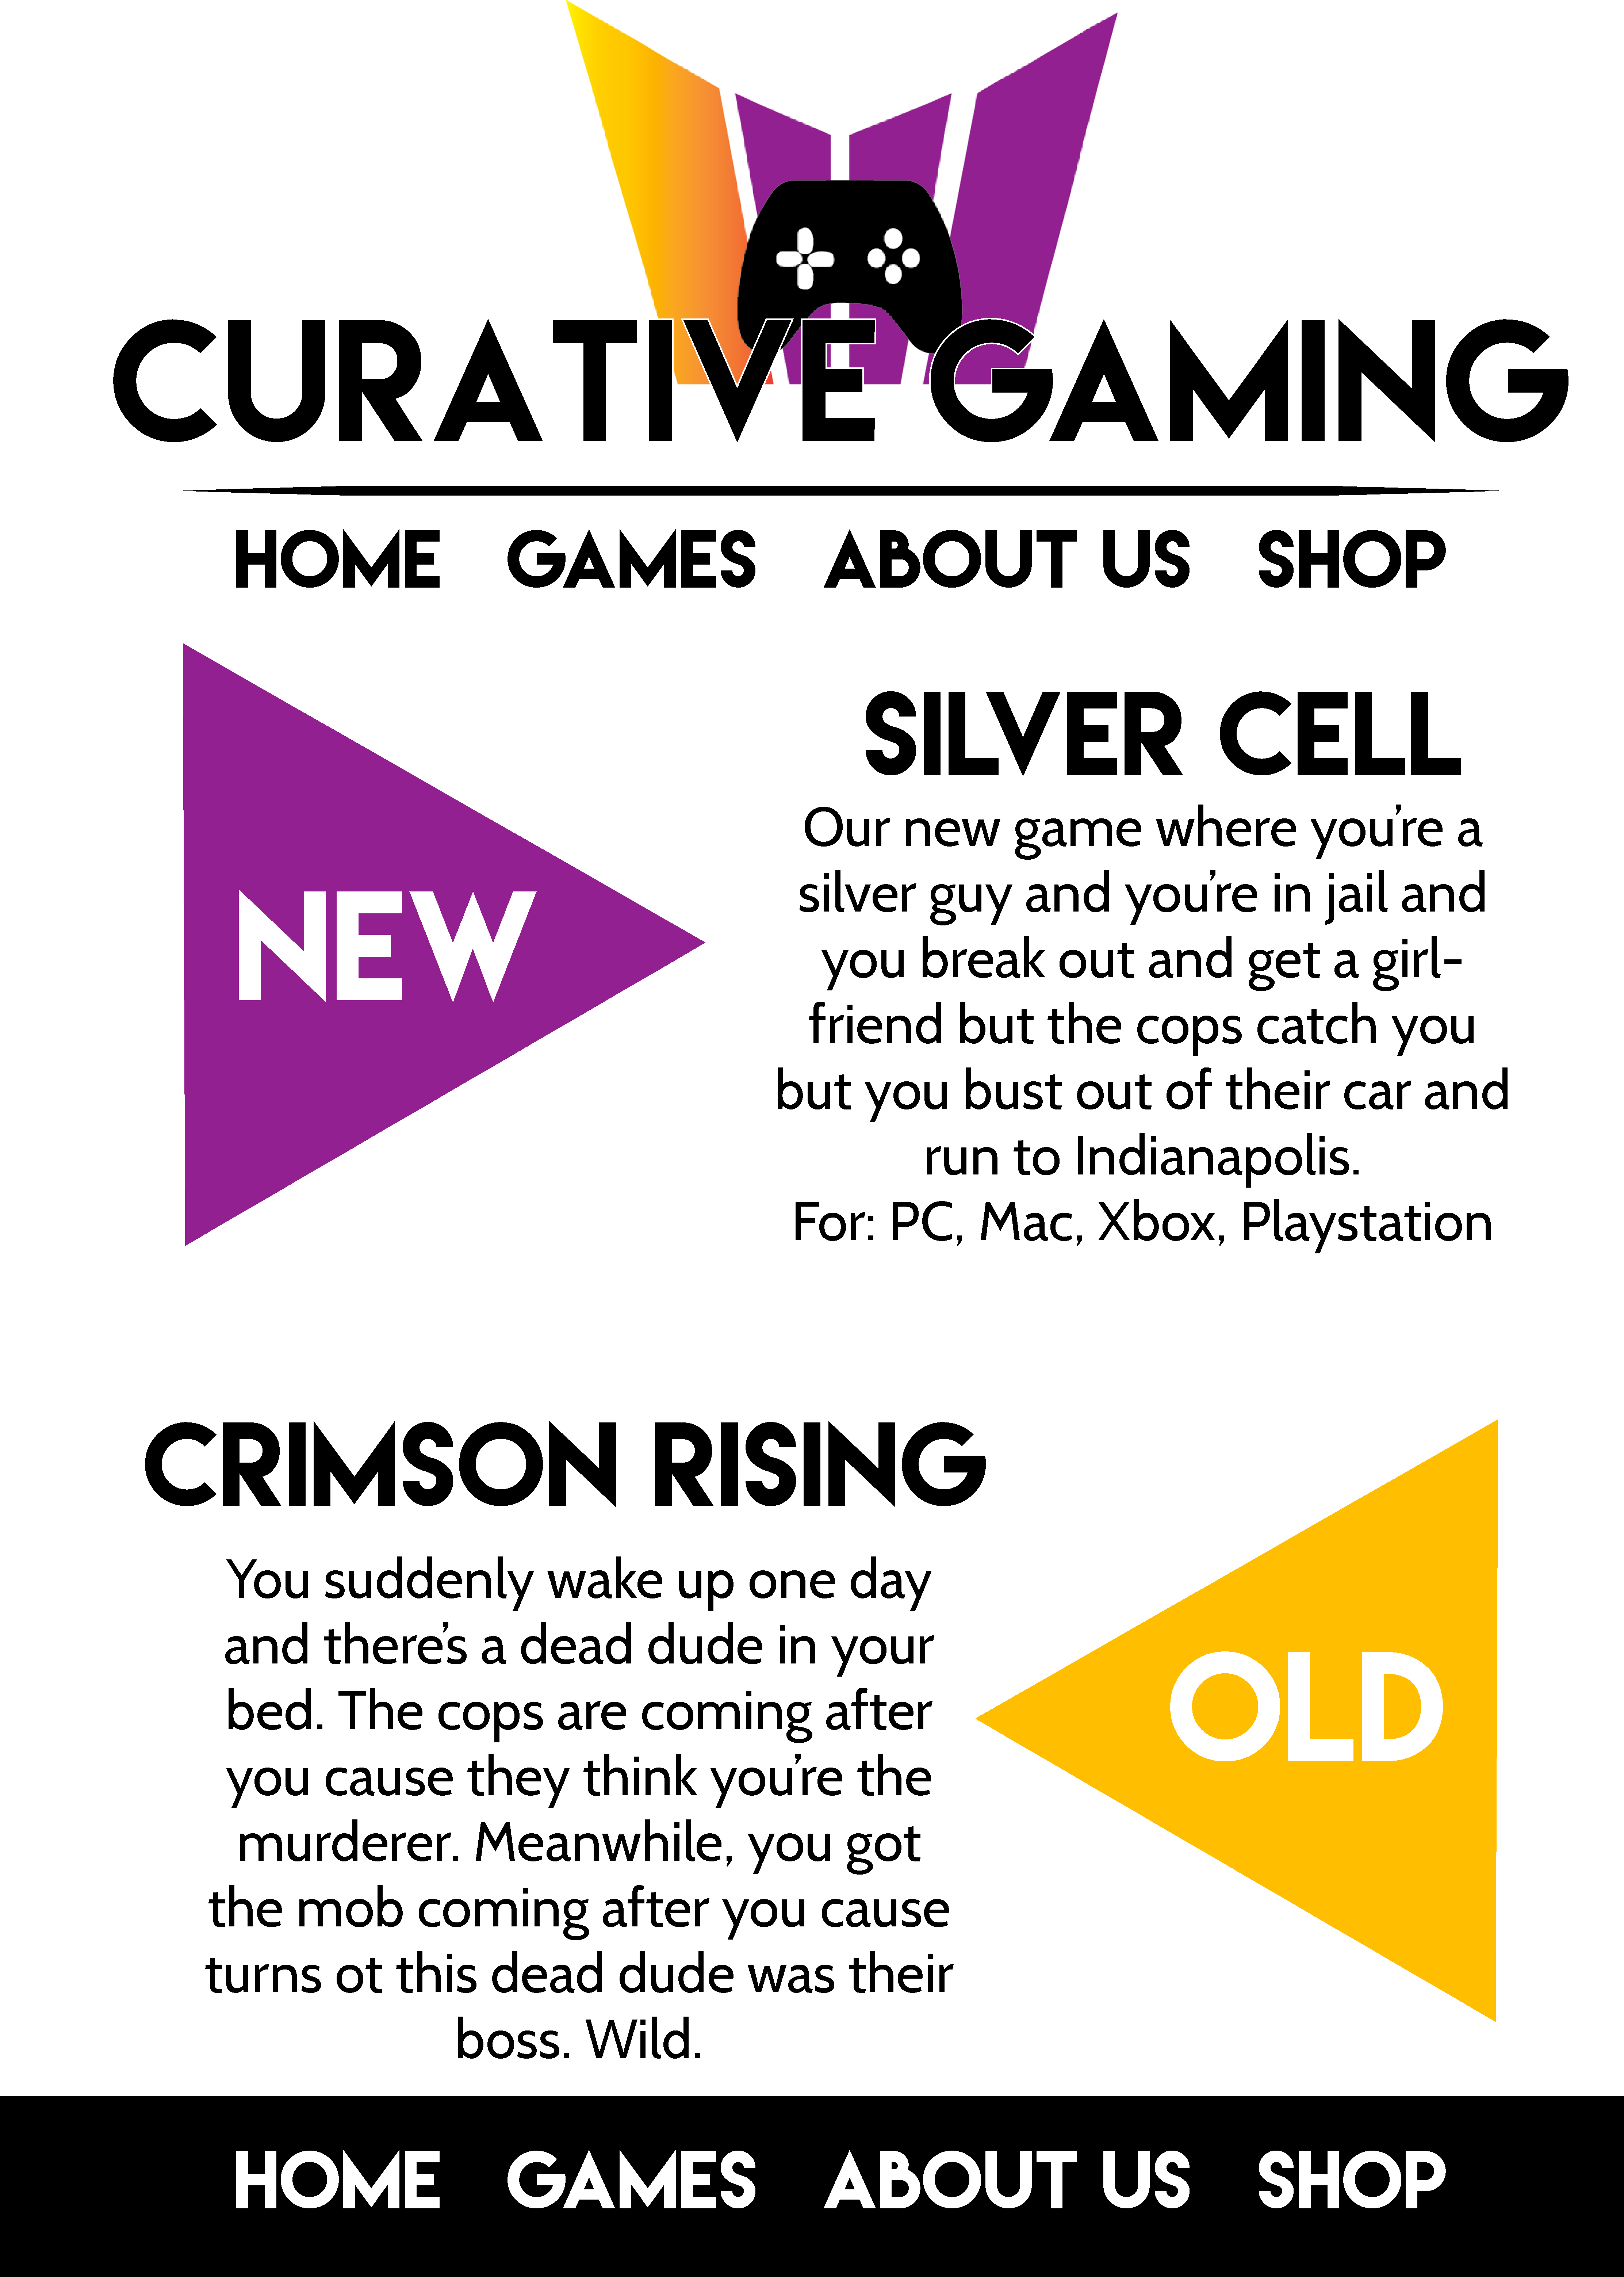 CURATIVE GAMING
HOME GAMES ABOUT US SHOP
NEW
SILVER CELL
Our new game where you're a
silver guy and you're in jail and
you break out and get a girl-
friend but the cops catch you
but you bust out of their car and
run to Indianapolis.
For: PC, Mac, Xbox, Playstation
CRIMSON RISING
You suddenly wake up one day
and there's a dead dude in your
bed. The cops are coming after
you cause they think you're the
murderer. Meanwhile, you got
the mob coming after you cause
turns ot this dead dude was their
boss. Wild.
OLD
HOME GAMES ABOUT US SHOP